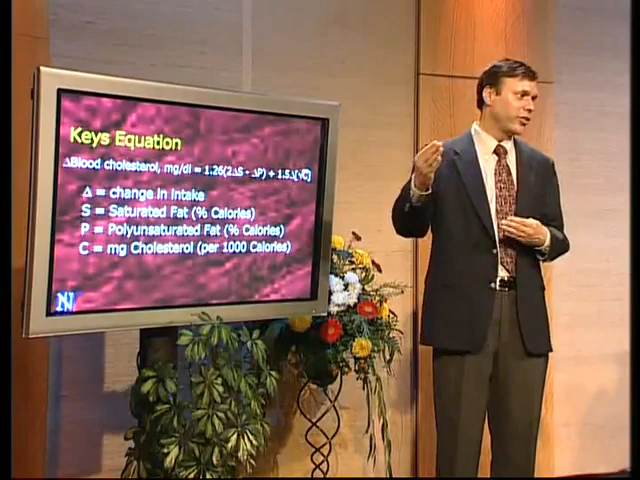 Keys Equation
ΔBlood cholesterol, mg/dl = 1.26(2ΔS - ΔP) + 1.5Δ[√C]
Δ = change in intake
S = Saturated Fat (% Calories)
P = Polyunsaturated Fat (% Calories)
C = mg Cholesterol (per 1000 Calories)
N